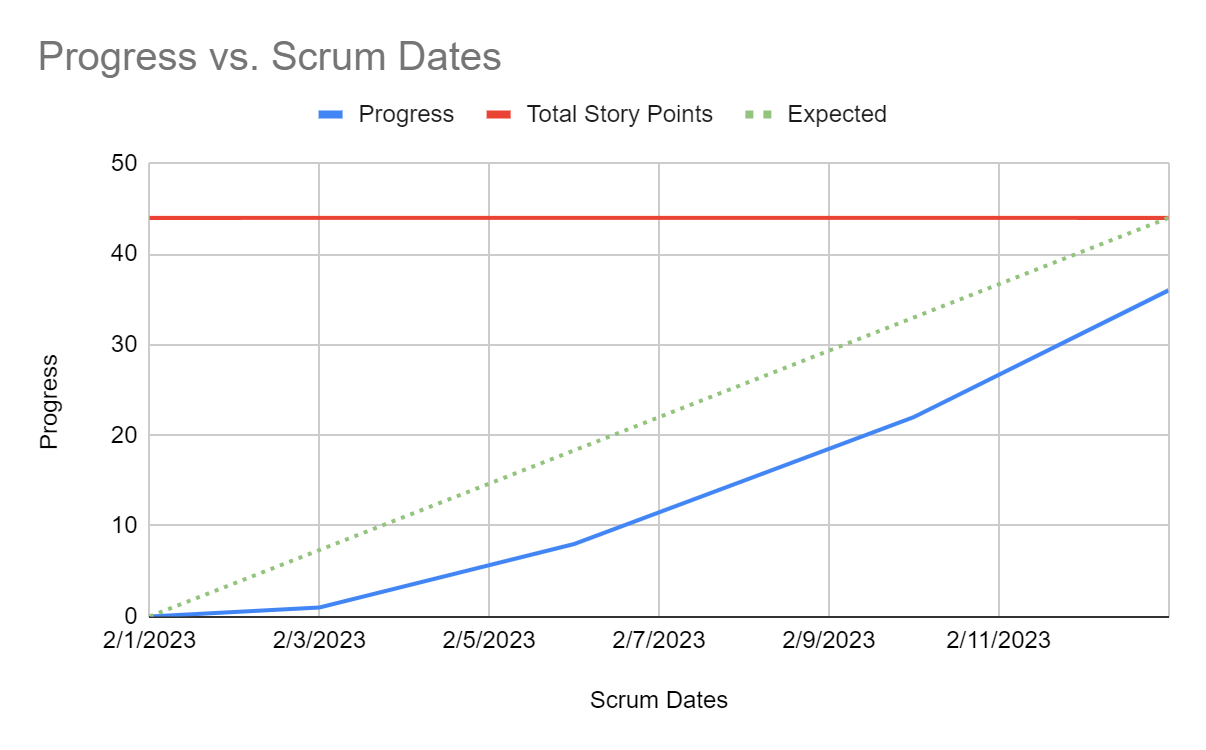 Progress vs. Scrum Dates
Progress Total Story Points Expected
50
40
30
20
10
0
Progress
2/1/2023 2/3/2023 2/5/2023 2/7/2023 2/9/2023 2/11/2023
Scrum Dates